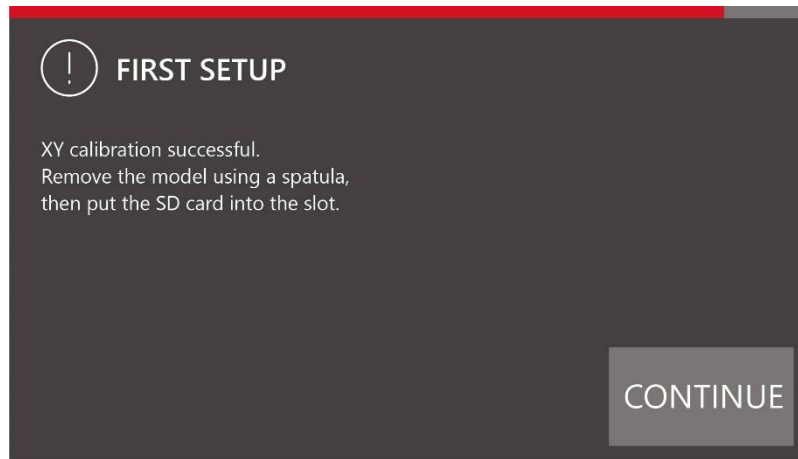 FIRST SETUP
XY calibration successful.
Remove the model using a spatula,
then put the SD card into the slot.
CONTINUE